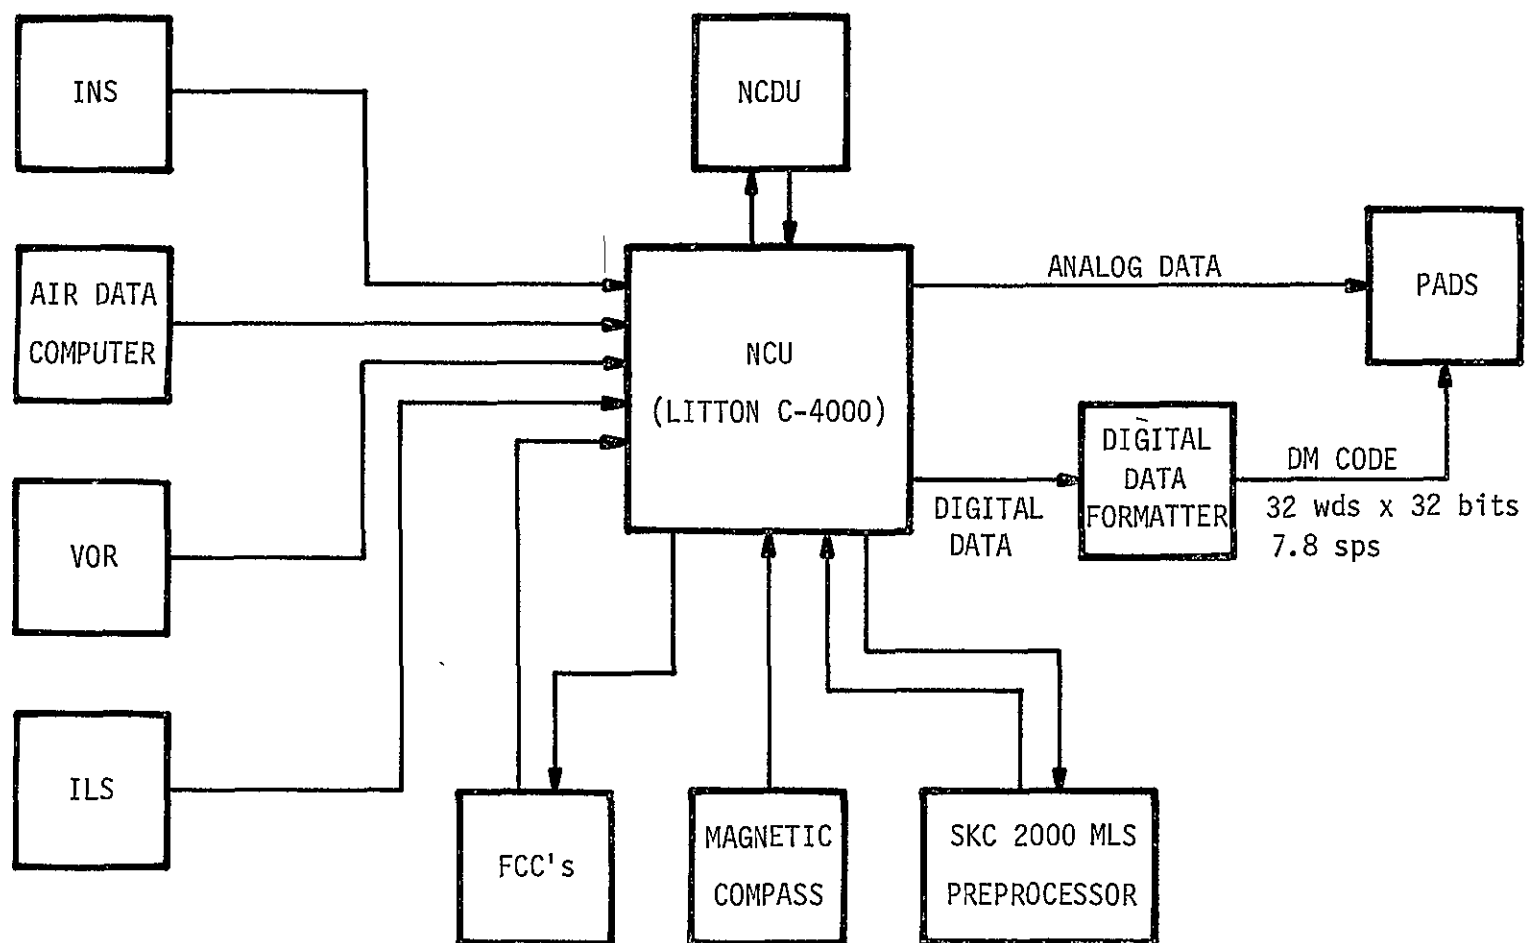 INS
NCDU
AIR DATA
COMPUTER
ANALOG DATA
PADS
NCU
(LITTON C-4000)
DIGITAL
DATA
FORMATTER
DM CODE
32 wds x 32 bits
7.8 sps
DIGITAL
DATA
VOR
ILS
FCC's
MAGNETIC
COMPASS
SKC 2000 MLS
PREPROCESSOR